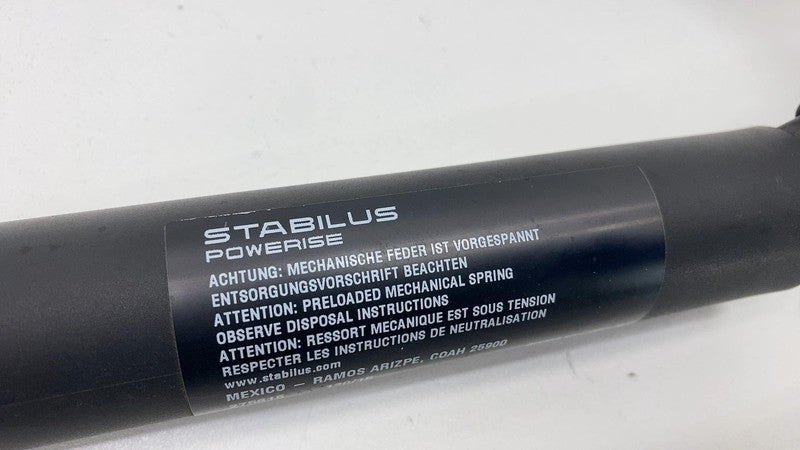 STABILUS
POWERISE
ACHTUNG: MECHANISCHE FEDER IST VORGESPANNT
ENTSORGUNGSVORSCHRIFT BEACHTEN
ATTENTION: PRELOADED MECHANICAL SPRING
OBSERVE DISPOSAL INSTRUCTIONS
ATTENTION: RESSORT MECANIQUE EST SOUS TENSION
RESPECTER LES INSTRUCTIONS DE NEUTRALISATION
www.stabilus.com
MEXICO – RAMOS ARIZPE, COAH 25900